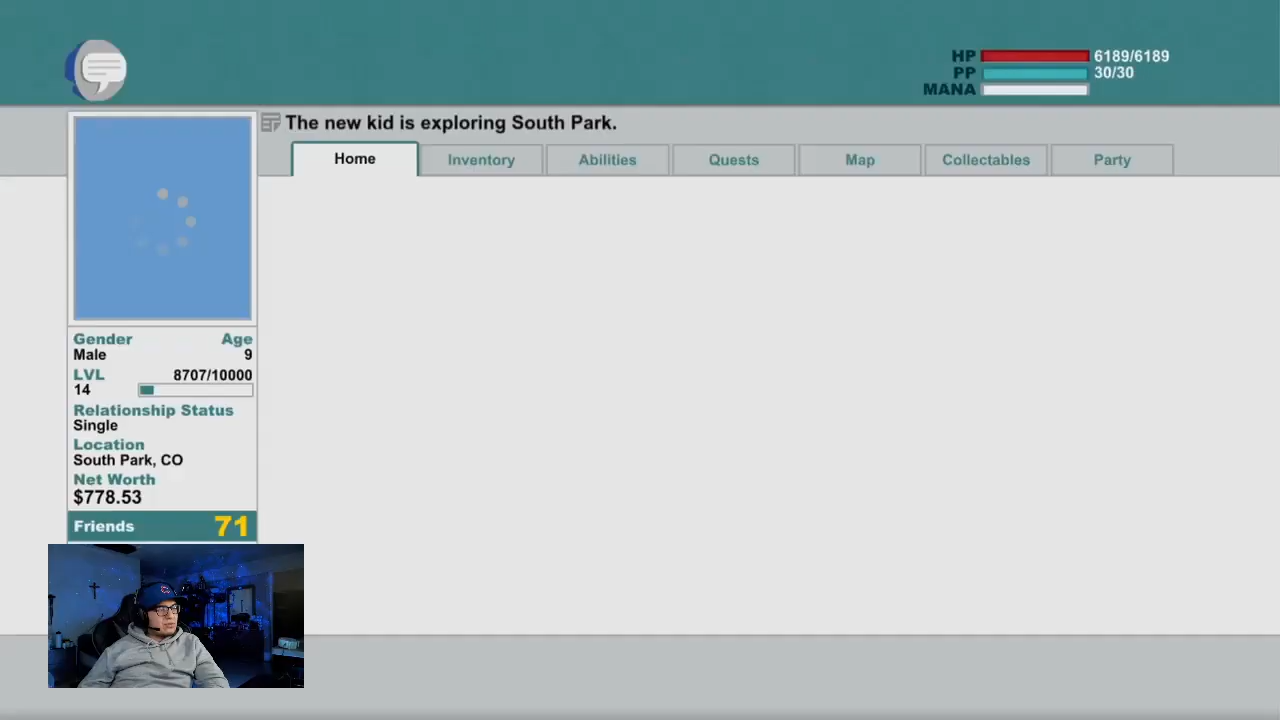 HP 6189/6189
PP 30/30
MANA
The new kid is exploring South Park.
Home Inventory Abilities Quests Map Collectables Party
Gender Age
Male 9
LVL 8707/10000
14
Relationship Status
Single
Location
South Park, CO
Net Worth
$778.53
Friends 71